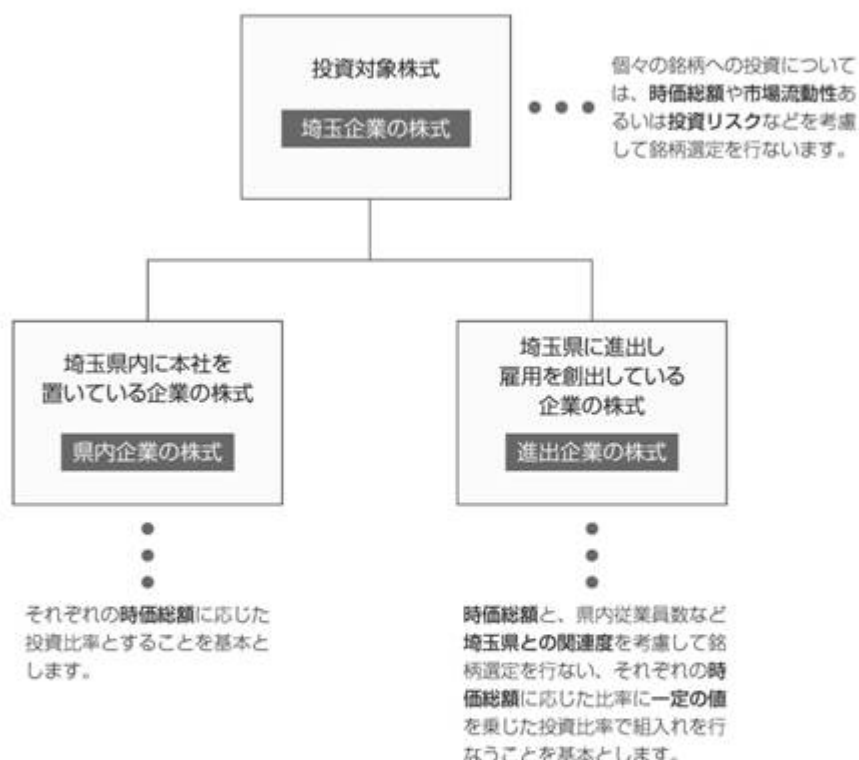 投資対象株式
埼玉企業の株式
個々の銘柄への投資について
は、時価総額や市場流動性あ
るいは投資リスクなどを考慮
して銘柄選定を行ないます。
埼玉県内に本社を
置いている企業の株式
県内企業の株式
それぞれの時価総額に応じた
投資比率とすることを基本と
します。
埼玉県に進出し
雇用を創出している
企業の株式
進出企業の株式
時価総額と、県内従業員数など
埼玉県との関連度を考慮して銘
柄選定を行ない、それぞれの時
価総額に応じた比率に一定の値
を乗じた投資比率で組入れを行
なうことを基本とします。